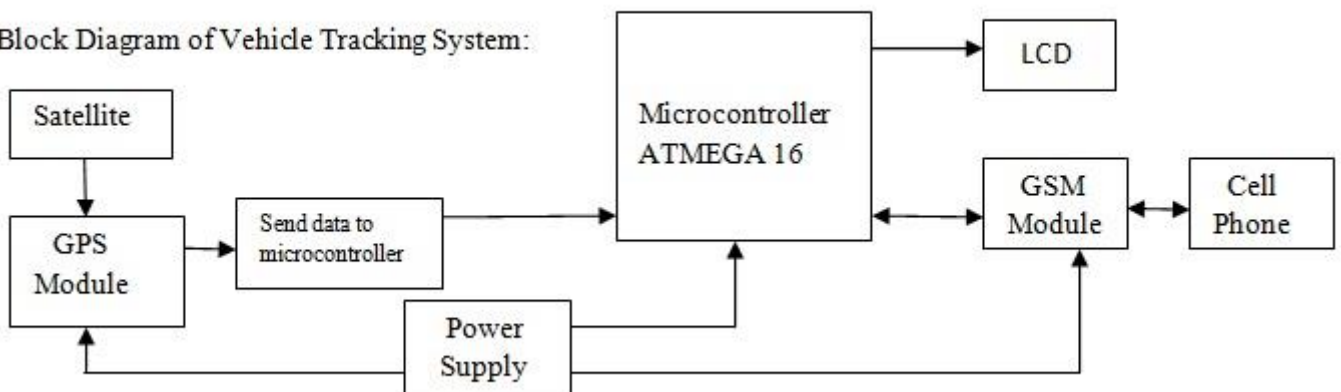 Block Diagram of Vehicle Tracking System:
LCD
Satellite
Microcontroller
ATMEGA 16
GSM
Module
Cell
Phone
Send data to
microcontroller
GPS
Module
Power
Supply